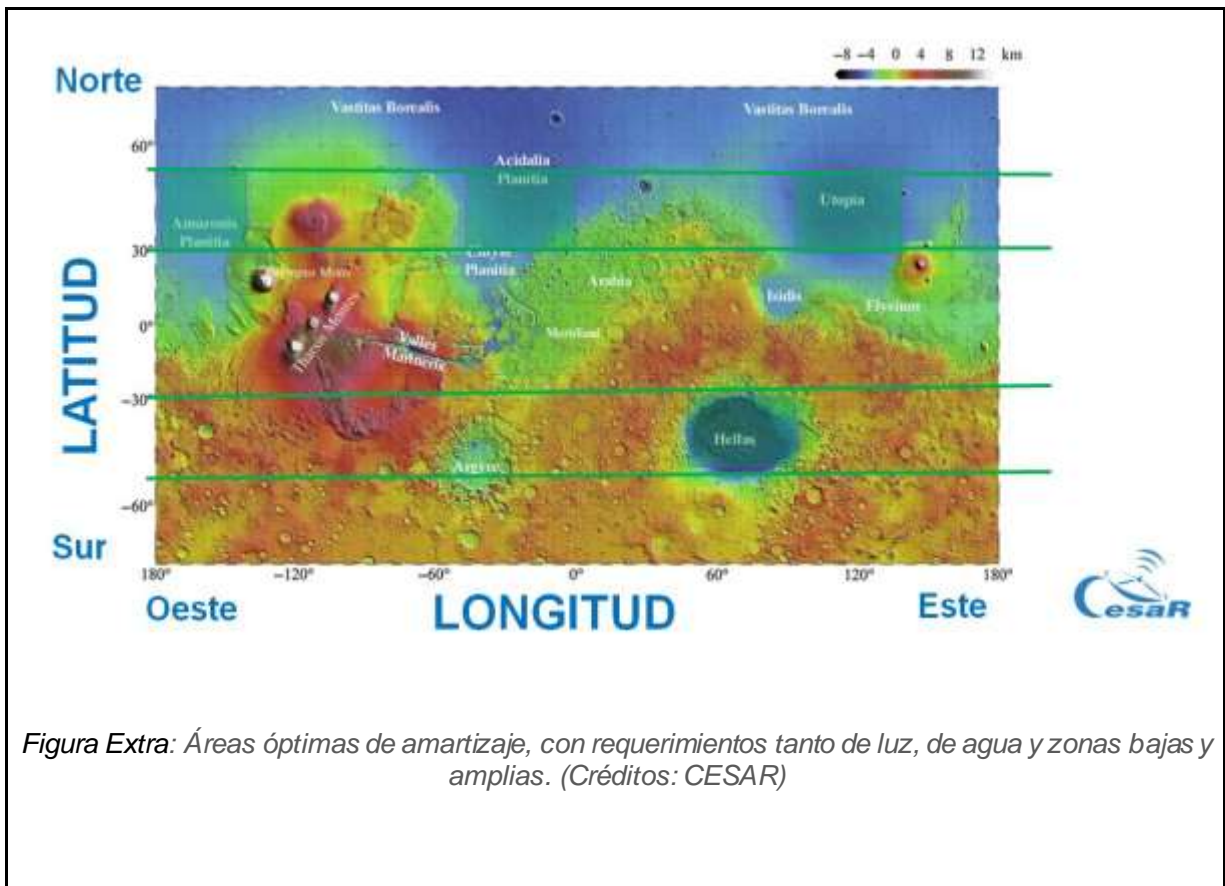 −8 −4 0 4 8 12 km
Norte
Vastitas Borealis Vastitas Borealis
60°
Acidalia
Planitia
Utopia
Amazonis
Planitia
30°
Planitia
Arabia
Isidis
Elysium
0°
Meridiani
Tharsis Montes
Valles
Marineris
−30°
Hellas
Argyre
−60°
LATITUD
Sur
180° −120° −60° 0° 60° 120° 180°
Oeste LONGITUD Este
CesaR
Figura Extra: Áreas óptimas de amartizaje, con requerimientos tanto de luz, de agua y zonas bajas y
amplias. (Créditos: CESAR)